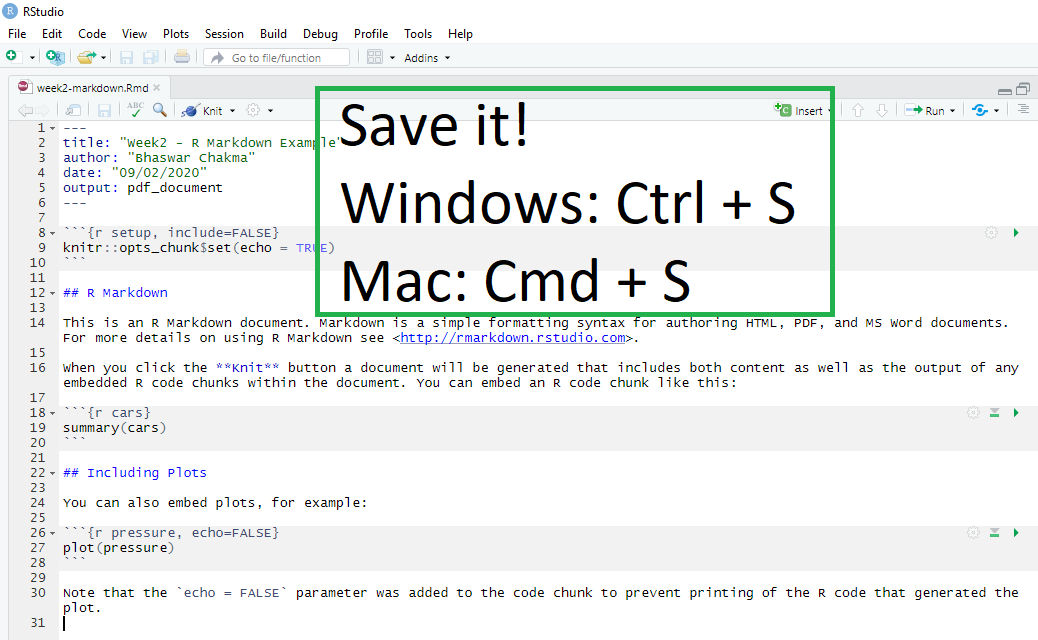 RStudio
File Edit Code View Plots Session Build Debug Profile Tools Help
Go to file/function Addins
week2-markdown.Rmd
ABC Knit Insert Run
1 ---
2 title: "Week2 - R Markdown Example"
3 author: "Bhaswar Chakma"
4 date: "09/02/2020"
5 output: pdf_document
6 ---
7
8 ```{r setup, include=FALSE}
9 knitr::opts_chunk$set(echo = TRUE)
10 ```
11
12 ## R Markdown
13
14 This is an R Markdown document. Markdown is a simple formatting syntax for authoring HTML, PDF, and MS Word documents.
For more details on using R Markdown see <http://rmarkdown.rstudio.com>.
15
16 When you click the **Knit** button a document will be generated that includes both content as well as the output of any
embedded R code chunks within the document. You can embed an R code chunk like this:
17
18 ```{r cars}
19 summary(cars)
20 ```
21
22 ## Including Plots
23
24 You can also embed plots, for example:
25
26 ```{r pressure, echo=FALSE}
27 plot(pressure)
28 ```
29
30 Note that the `echo = FALSE` parameter was added to the code chunk to prevent printing of the R code that generated the
plot.
31
Save it!
Windows: Ctrl + S
Mac: Cmd + S